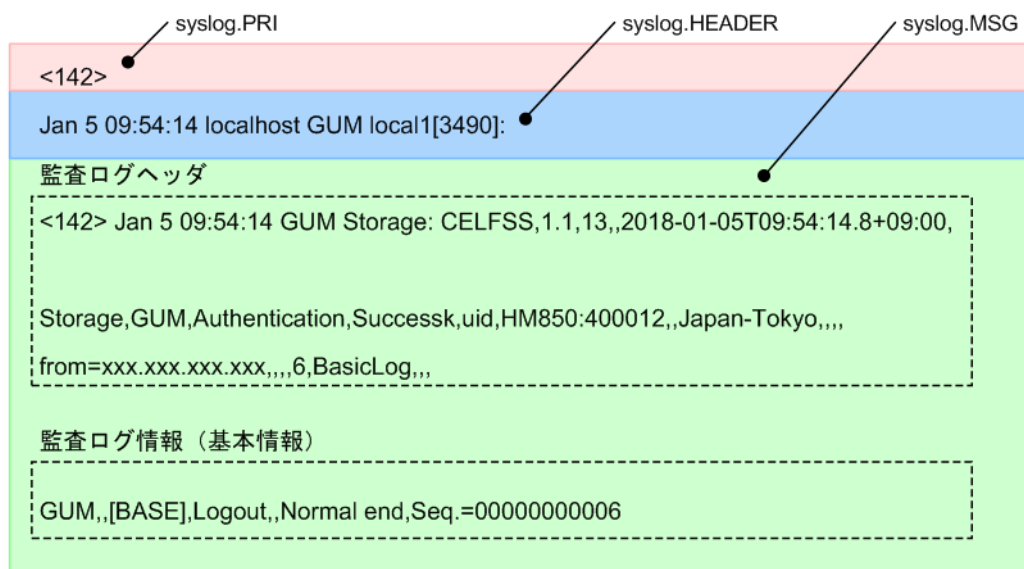 syslog.PRI
syslog.HEADER
syslog.MSG
<142>
Jan 5 09:54:14 localhost GUM local1[3490]:
監査ログヘッダ
<142> Jan 5 09:54:14 GUM Storage: CELFSS,1.1,13,,2018-01-05T09:54:14.8+09:00,
Storage,GUM,Authentication,Successk,uid,HM850:400012,,Japan-Tokyo,,,,
from=xxx.xxx.xxx.xxx,,,,6,BasicLog,,,
監査ログ情報（基本情報）
GUM,,[BASE],Logout,,Normal end,Seq.=00000000006